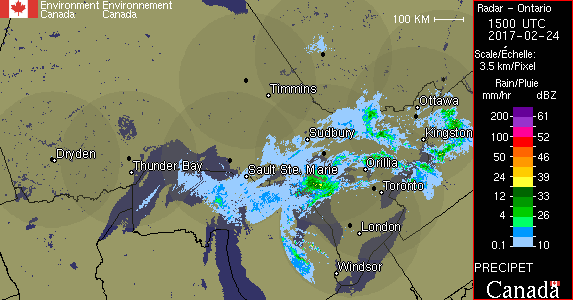 Environment Environnement
Canada Canada
100 KM
Timmins
Ottawa
Sudbury
Kingston
Dryden
Thunder Bay
Sault Ste. Marie
Orillia
Toronto
London
Windsor
Radar - Ontario
1500 UTC
2017-02-24
Scale/Échelle:
3.5 km/Pixel
Rain/Pluie
mm/hr dBZ
200 61
100 52
50 46
24 39
12 33
4 26
0.1 10
PRECIPET
Canada